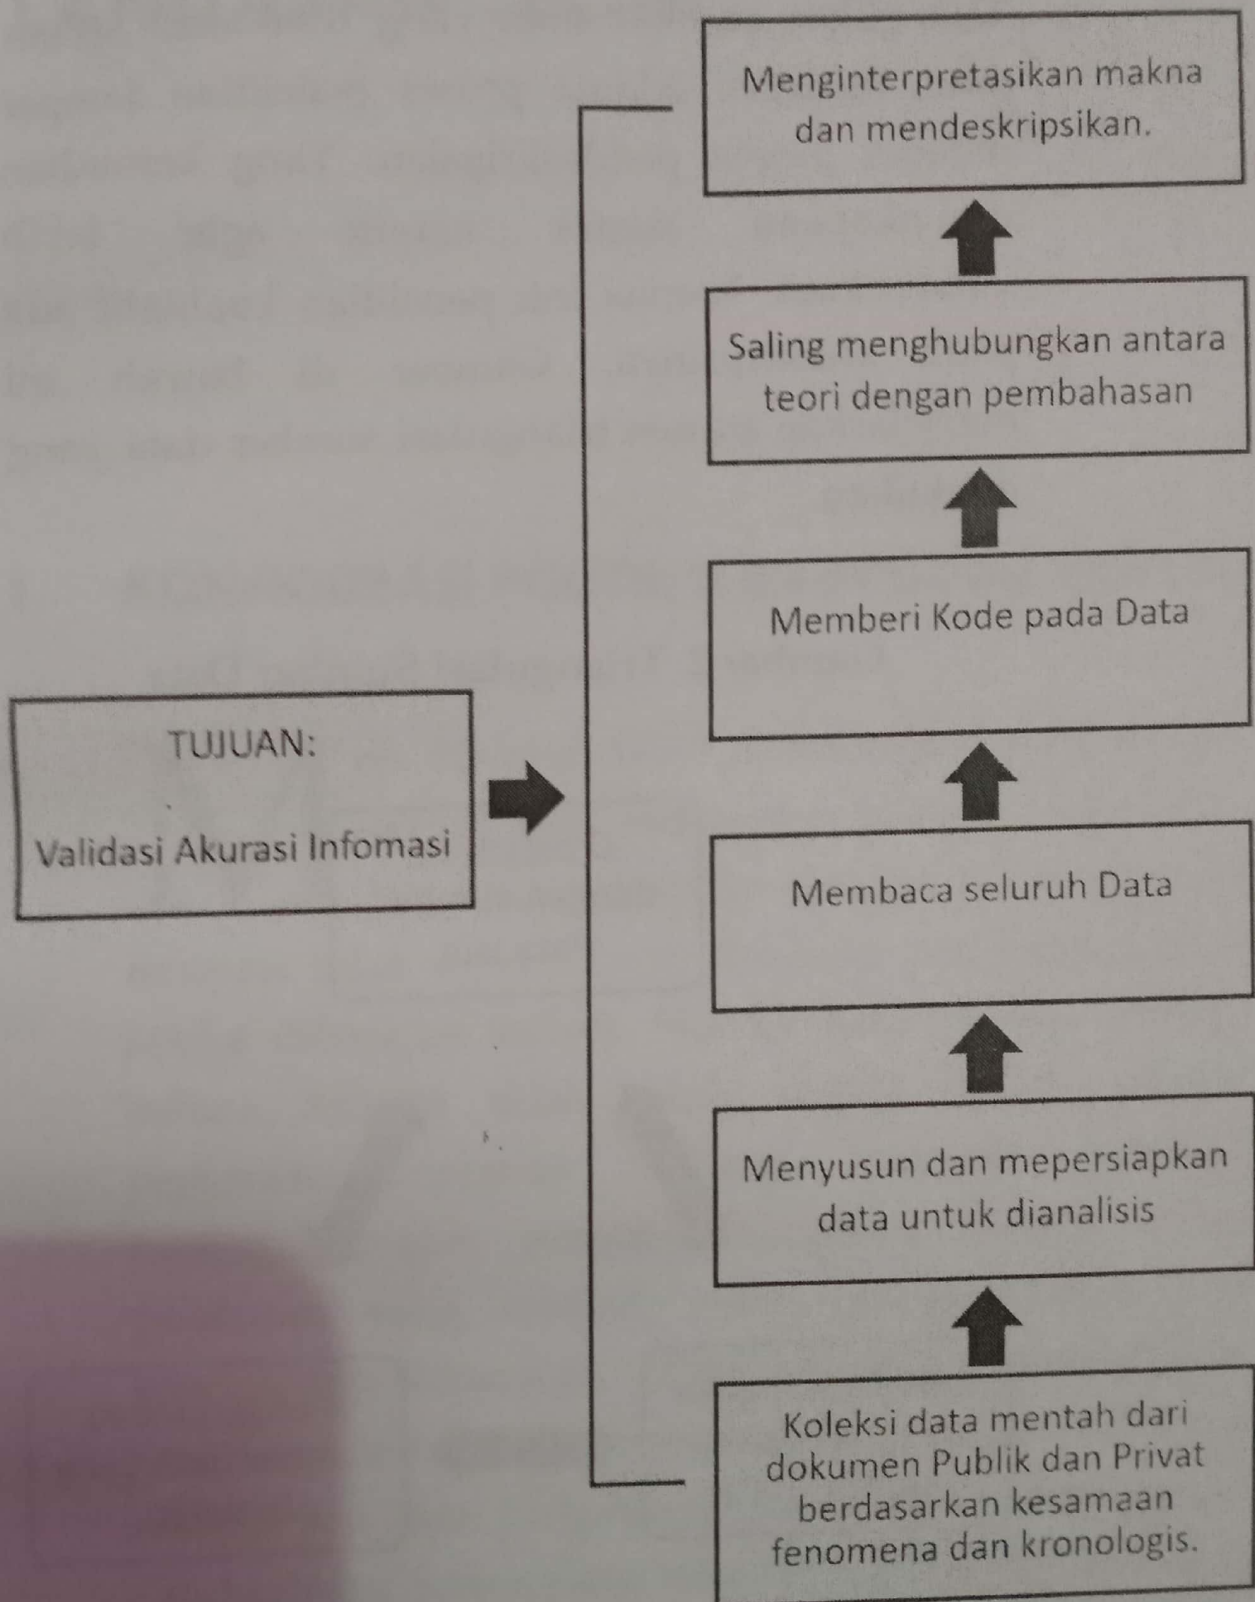 Menginterpretasikan makna
dan mendeskripsikan.
Saling menghubungkan antara
teori dengan pembahasan
Memberi Kode pada Data
TUJUAN:
Validasi Akurasi Infomasi
Membaca seluruh Data
Menyusun dan mepersiapkan
data untuk dianalisis
Koleksi data mentah dari
dokumen Publik dan Privat
berdasarkan kesamaan
fenomena dan kronologis.